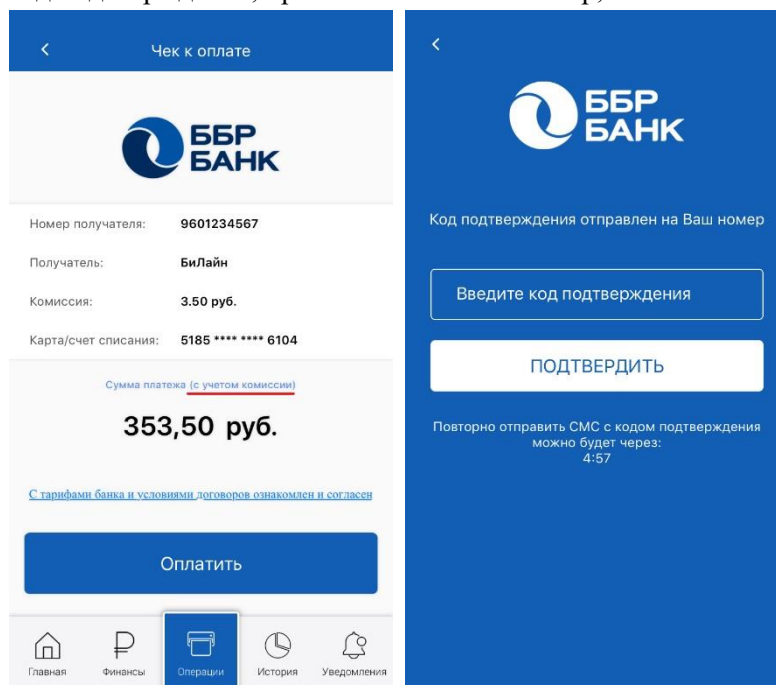 Чек к оплате
ББР
БАНК
Номер получателя: 9601234567
Получатель: БиЛайн
Комиссия: 3.50 руб.
Карта/счет списания: 5185 **** **** 6104
Сумма платежа (с учетом комиссии)
353,50 руб.
С тарифами банка и условиями договоров ознакомлен и согласен
Оплатить
Главная Финансы Операции История Уведомления
ББР
БАНК
Код подтверждения отправлен на Ваш номер
Введите код подтверждения
ПОДТВЕРДИТЬ
Повторно отправить СМС с кодом подтверждения
можно будет через:
4:57